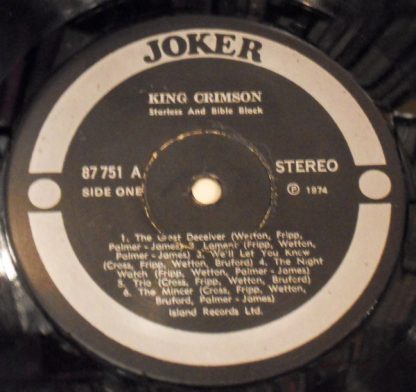 JOKER
KING CRIMSON
Starless And Bible Black
87 751 A
SIDE ONE
STEREO
Ⓟ 1974
1. The Great Deceiver (Wetton, Fripp,
Palmer - James) 2. Lament (Fripp, Wetton,
Palmer - James) 3. We'll Let You Know
(Cross, Fripp, Wetton, Bruford) 4. The Night
Watch (Fripp, Wetton, Palmer - James)
5. Trio (Cross, Fripp, Wetton, Bruford)
6. The Mincer (Cross, Fripp, Wetton,
Bruford, Palmer - James)
Island Records Ltd.